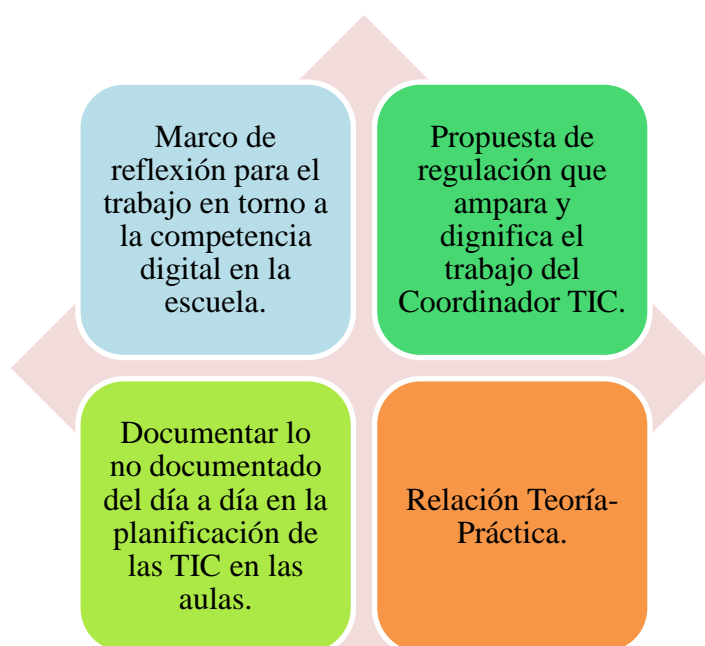 Marco de
reflexión para el
trabajo en torno a
la competencia
digital en la
escuela.
Propuesta de
regulación que
ampara y
dignifica el
trabajo del
Coordinador TIC.
Documentar lo
no documentado
del día a día en la
planificación de
las TIC en las
aulas.
Relación Teoría-
Práctica.